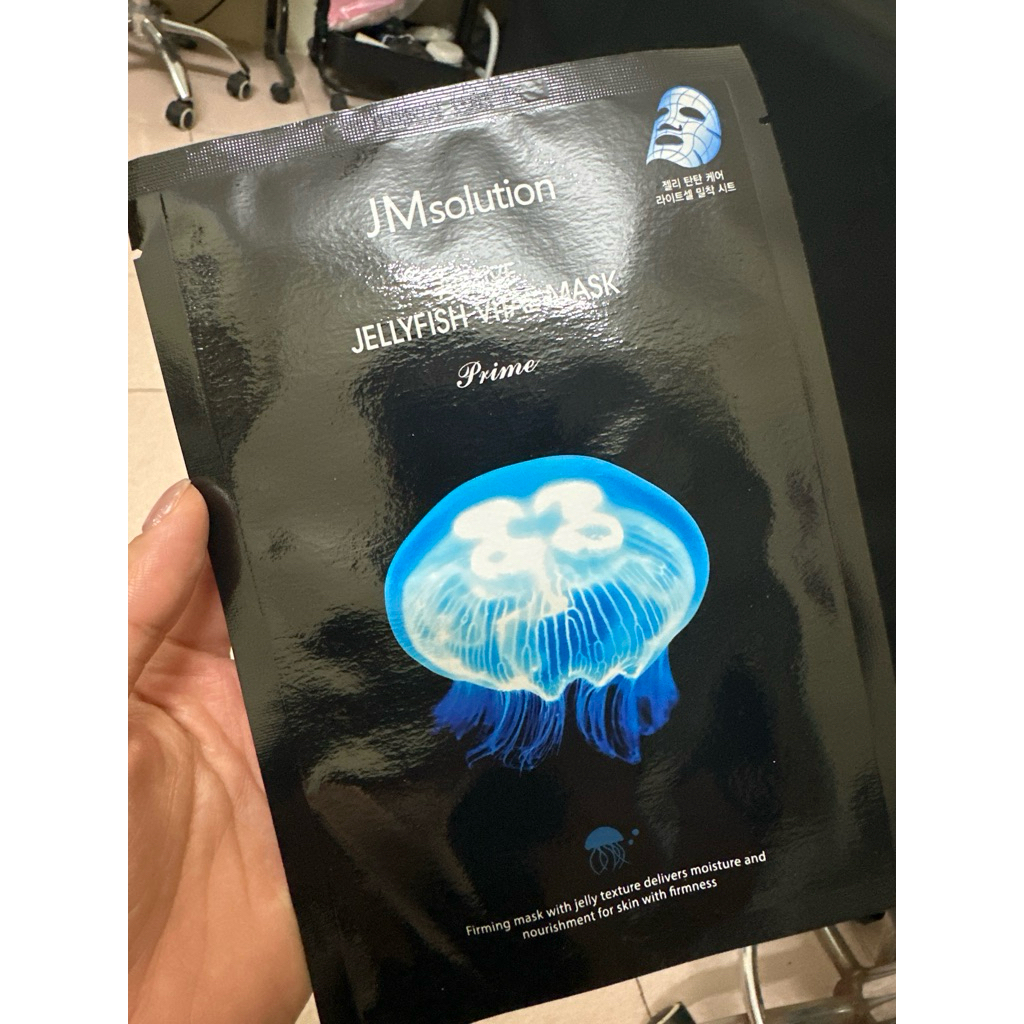 JMsolution
젤리 탄탄 케어
라이트셀 밀착 시트
JELLYFISH MASK
Prime
Firming mask with jelly texture delivers moisture and
nourishment for skin with firmness